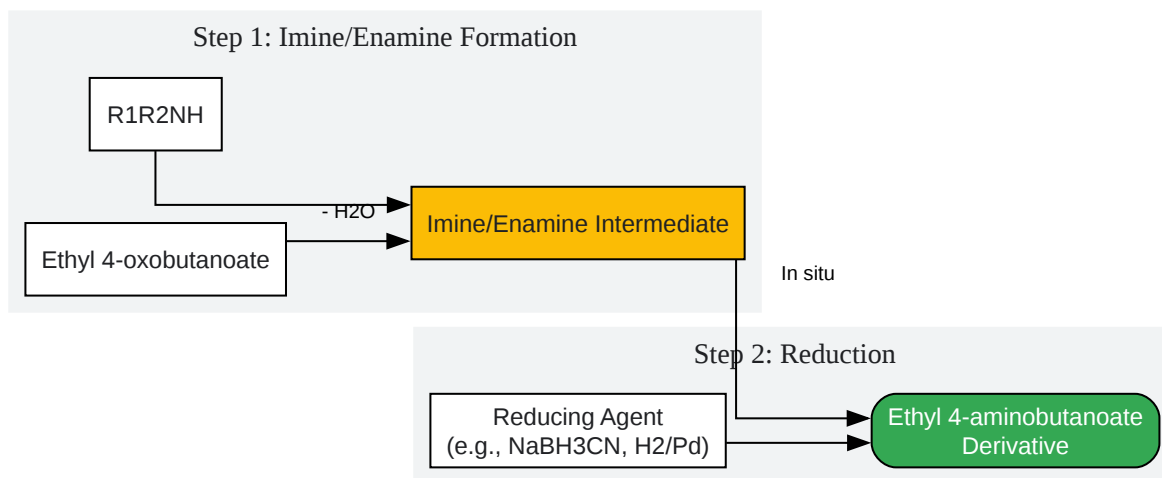 Step 1: Imine/Enamine Formation
R1R2NH
- H2O
Imine/Enamine Intermediate
Ethyl 4-oxobutanoate
In situ
Step 2: Reduction
Reducing Agent
(e.g., NaBH3CN, H2/Pd)
Ethyl 4-aminobutanoate
Derivative